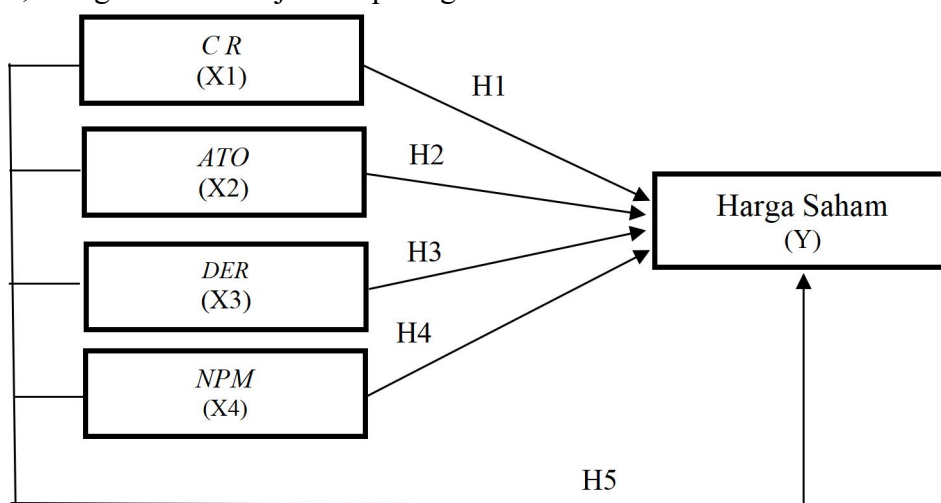 C R
(X1)
H1
ATO
(X2)
H2
Harga Saham
(Y)
DER
(X3)
H3
H4
NPM
(X4)
H5